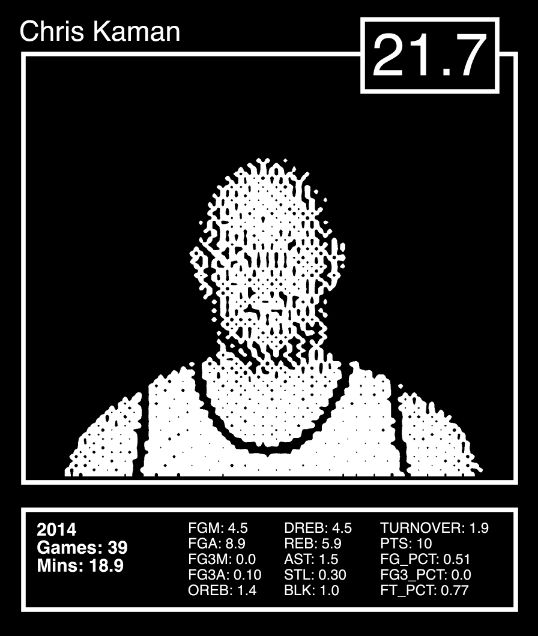 Chris Kaman
21.7
2014
Games: 39
Mins: 18.9
FGM: 4.5
FGA: 8.9
FG3M: 0.0
FG3A: 0.10
OREB: 1.4
DREB: 4.5
REB: 5.9
AST: 1.5
STL: 0.30
BLK: 1.0
TURNOVER: 1.9
PTS: 10
FG_PCT: 0.51
FG3_PCT: 0.0
FT_PCT: 0.77